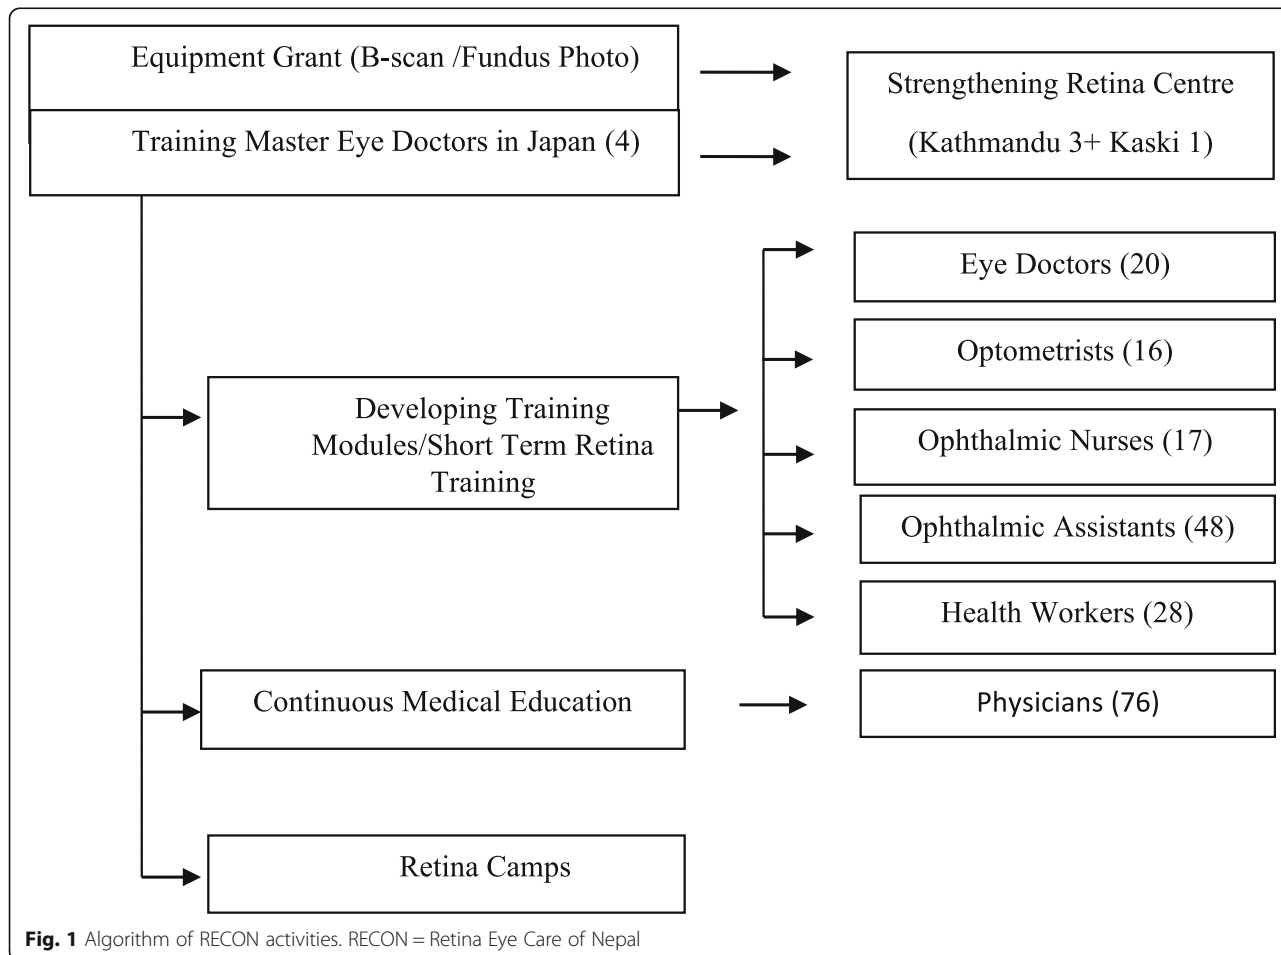 Equipment Grant (B-scan /Fundus Photo)
Training Master Eye Doctors in Japan (4)
Strengthening Retina Centre
(Kathmandu 3+ Kaski 1)
Eye Doctors (20)
Optometrists (16)
Developing Training
Modules/Short Term Retina
Training
Ophthalmic Nurses (17)
Ophthalmic Assistants (48)
Health Workers (28)
Continuous Medical Education
Physicians (76)
Retina Camps
Fig. 1 Algorithm of RECON activities. RECON = Retina Eye Care of Nepal